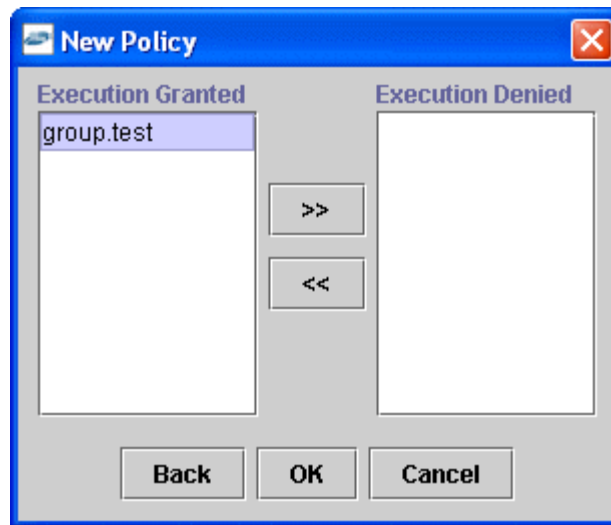 New Policy
Execution Granted
Execution Denied
group.test
>>
<<
Back
OK
Cancel